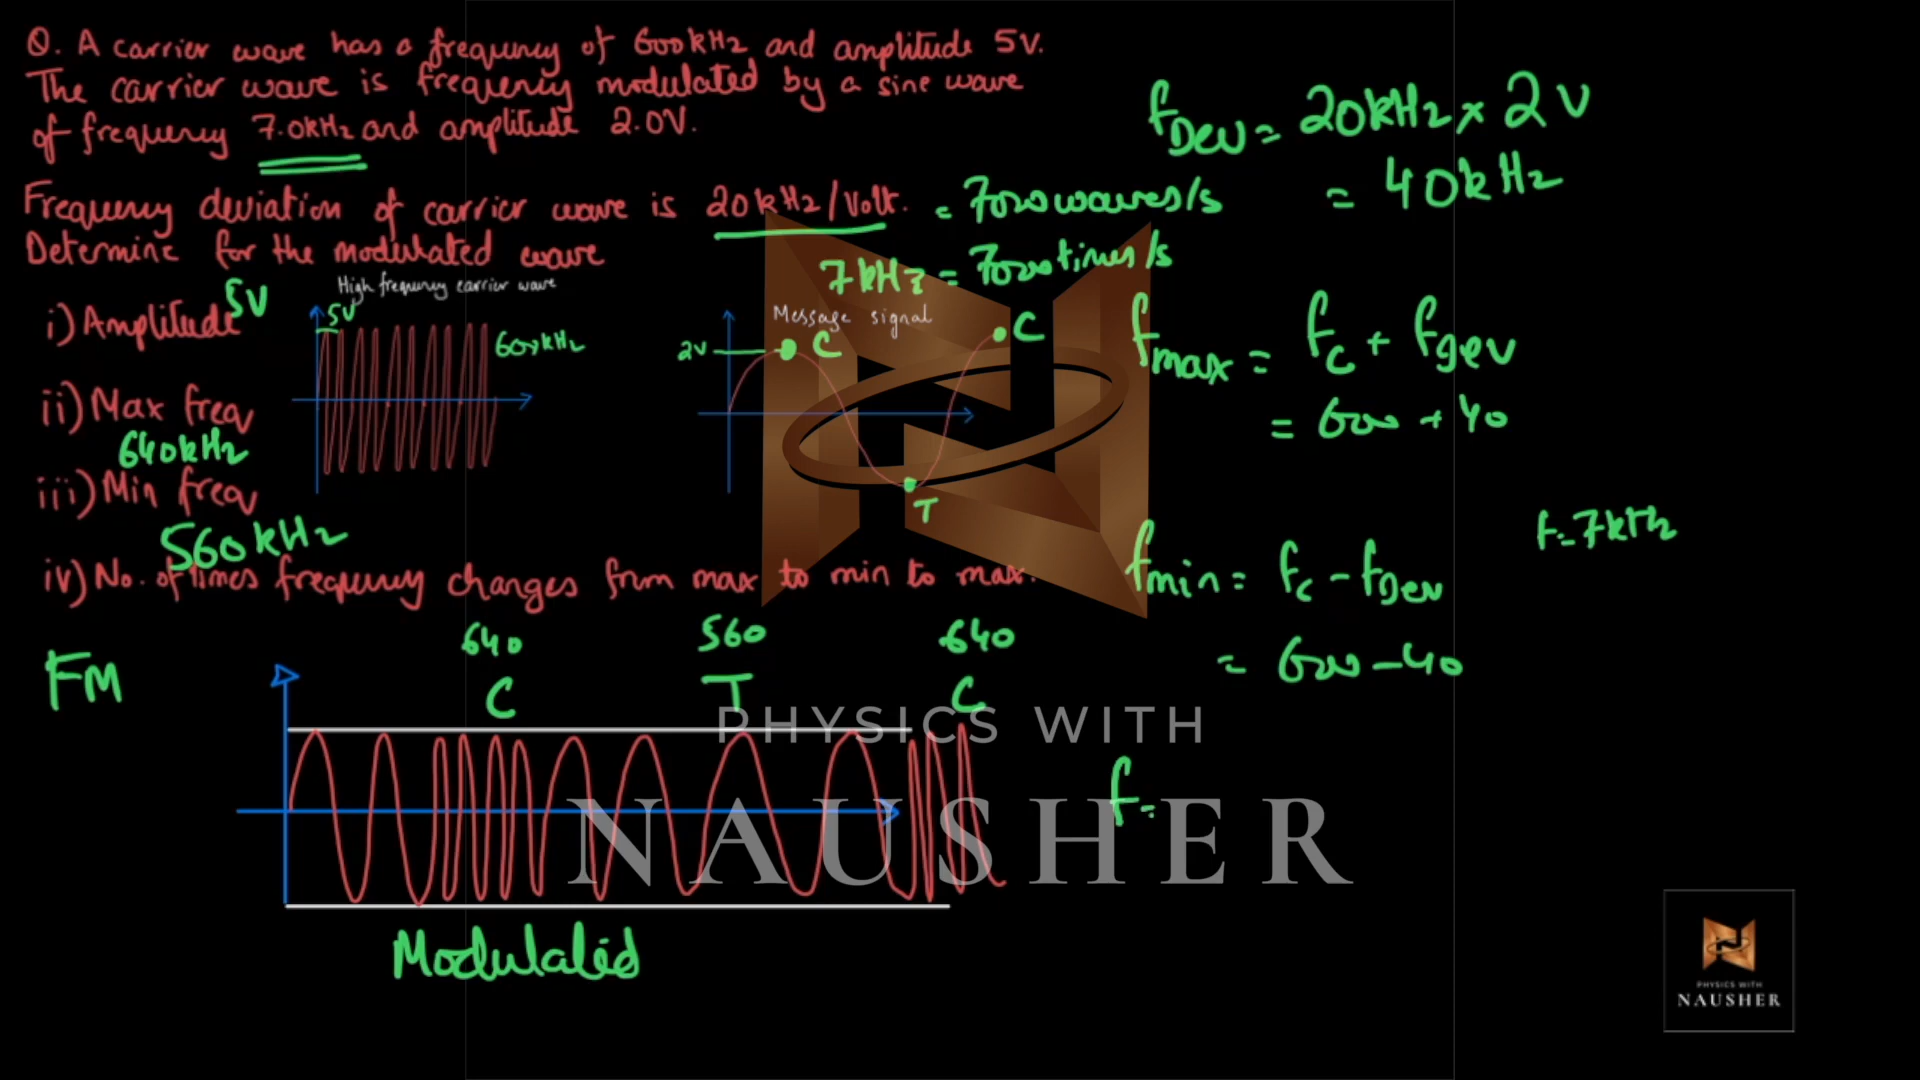 Q. A carrier wave has a frequency of 600kHz and amplitude 5V.
The carrier wave is frequency modulated by a sine wave
of frequency 7.0kHz and amplitude 2.0V.
Frequency deviation of carrier wave is 20kHz/Volt.
Determine for the modulated wave
i) Amplitude 5V
ii) Max freq
640kHz
iii) Min freq
560kHz
iv) No. of times frequency changes from max to min to max.
High frequency carrier wave
5V
600kHz
= 7000 waves/s
7kHz = 7000 times/s
Message signal
2V
C
C
T
fDev = 20kHz x 2V
= 40kHz
fmax = fc + fDev
= 600 + 40
fmin = fc - fDev
= 600 - 40
f=7kHz
f=
FM
640 560 640
C T C
Modulated
PHYSICS WITH
NAUSHER
PHYSICS WITH
NAUSHER